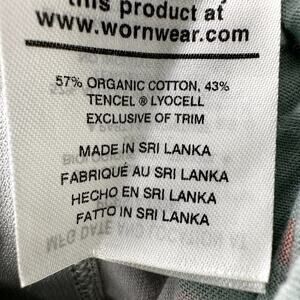 this product at
www.wornwear.com
57% ORGANIC COTTON, 43%
TENCEL ® LYOCELL
EXCLUSIVE OF TRIM
MADE IN SRI LANKA
FABRIQUÉ AU SRI LANKA
HECHO EN SRI LANKA
FATTO IN SRI LANKA